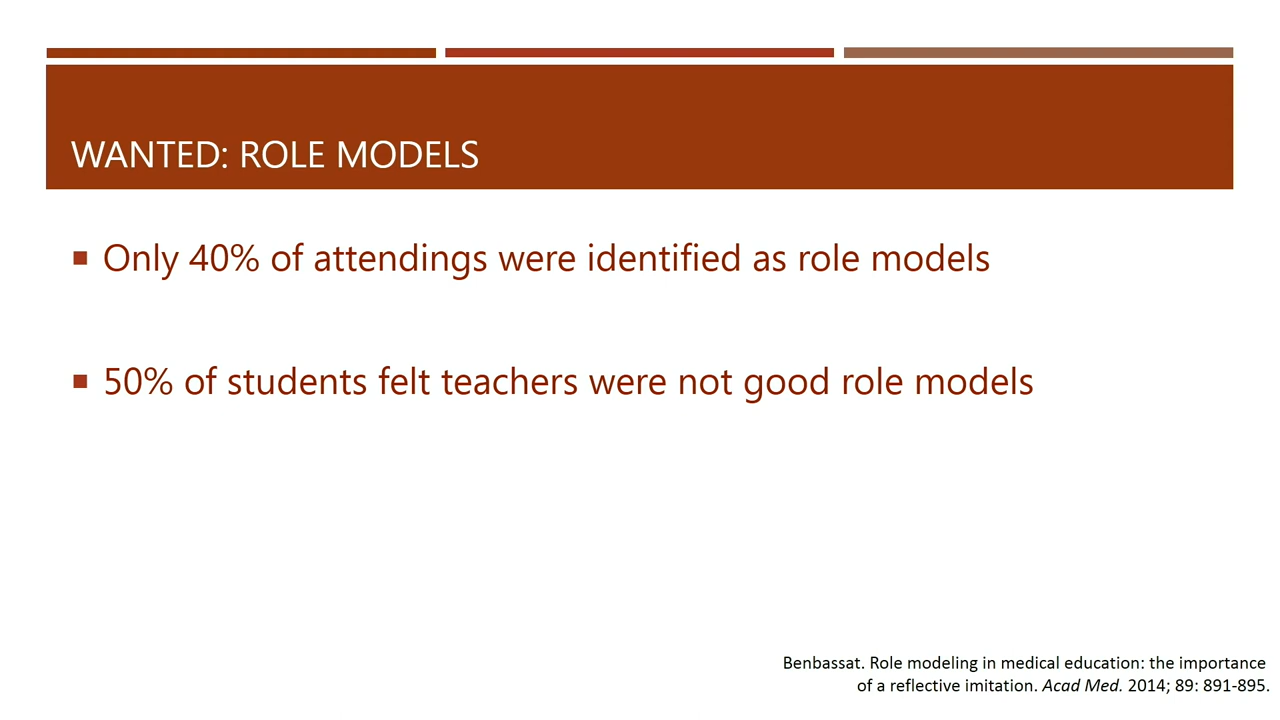 WANTED: ROLE MODELS
Only 40% of attendings were identified as role models
50% of students felt teachers were not good role models
Benbassat. Role modeling in medical education: the importance
of a reflective imitation. Acad Med. 2014; 89: 891-895.